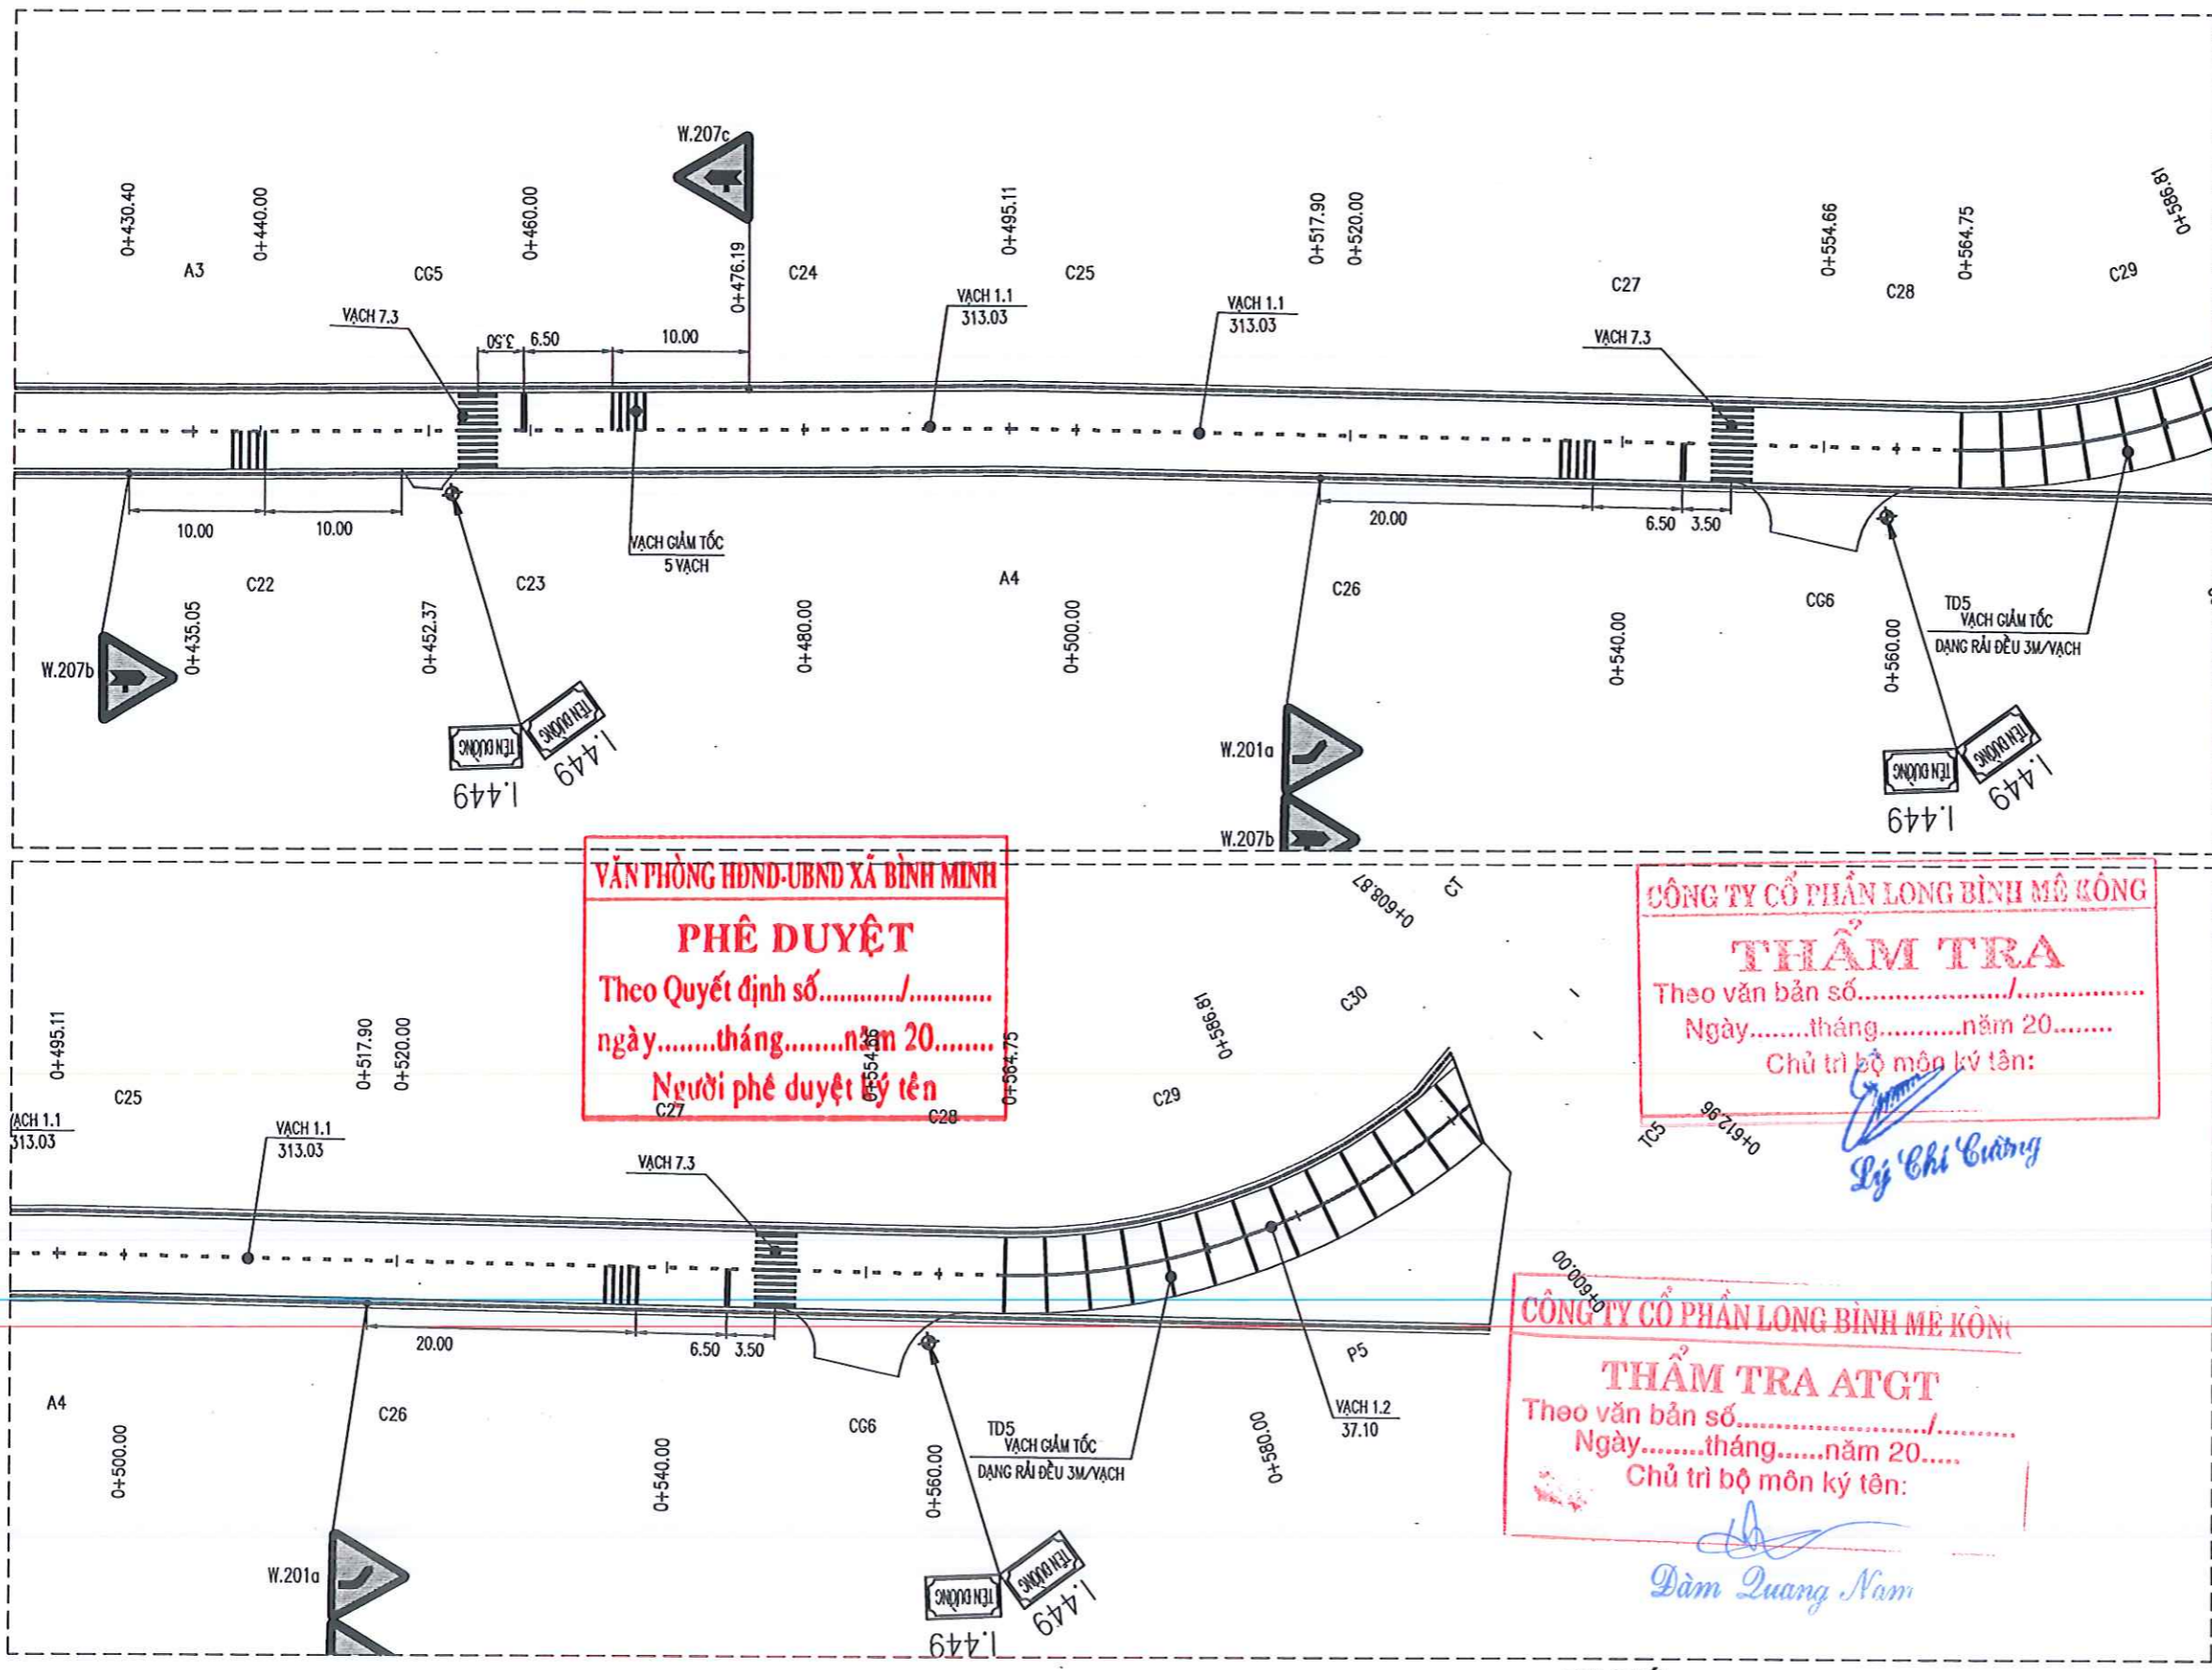 W.207c
0+430.40
0+440.00
0+460.00
0+476.19
0+495.11
0+517.90
0+520.00
0+554.66
0+564.75
0+586.81
A3
CG5
C24
C25
C27
C28
C29
VẠCH 7.3
3.50
6.50
10.00
VẠCH 1.1
313.03
VẠCH 1.1
313.03
VẠCH 7.3
10.00
10.00
VẠCH GIẢM TỐC
5 VẠCH
20.00
6.50
3.50
C22
C23
A4
C26
CG6
TD5
VẠCH GIẢM TỐC
DẠNG RẢI ĐỀU 3M/VẠCH
W.207b
0+435.05
0+452.37
0+480.00
0+500.00
0+540.00
0+560.00
TÊN ĐƯỜNG
TÊN ĐƯỜNG
I.449
I.449
W.201a
W.207b
TÊN ĐƯỜNG
TÊN ĐƯỜNG
I.449
I.449
VĂN PHÒNG HĐND-UBND XÃ BÌNH MINH
PHÊ DUYỆT
Theo Quyết định số............/............
ngày........tháng........năm 20........
Người phê duyệt ký tên
CÔNG TY CỔ PHẦN LONG BÌNH MÊ KÔNG
THẨM TRA
Theo văn bản số..................../.................
Ngày........tháng...........năm 20........
Chủ trì bộ môn ký tên:
Lý Chí Cường
0+608.87
L5
0+495.11
0+517.90
0+520.00
0+554.66
0+564.75
0+586.81
C30
C25
C27
C28
C29
TC5
0+612.96
ẠCH 1.1
313.03
VẠCH 1.1
313.03
VẠCH 7.3
20.00
6.50
3.50
0+600.00
P5
A4
C26
CG6
TD5
VẠCH GIẢM TỐC
DẠNG RẢI ĐỀU 3M/VẠCH
VẠCH 1.2
37.10
0+500.00
0+540.00
0+560.00
0+580.00
W.201a
TÊN ĐƯỜNG
TÊN ĐƯỜNG
I.449
I.449
CÔNG TY CỔ PHẦN LONG BÌNH MÊ KÔN
THẨM TRA ATGT
Theo văn bản số........................./..........
Ngày........tháng......năm 20.....
Chủ trì bộ môn ký tên:
Đàm Quang Nam